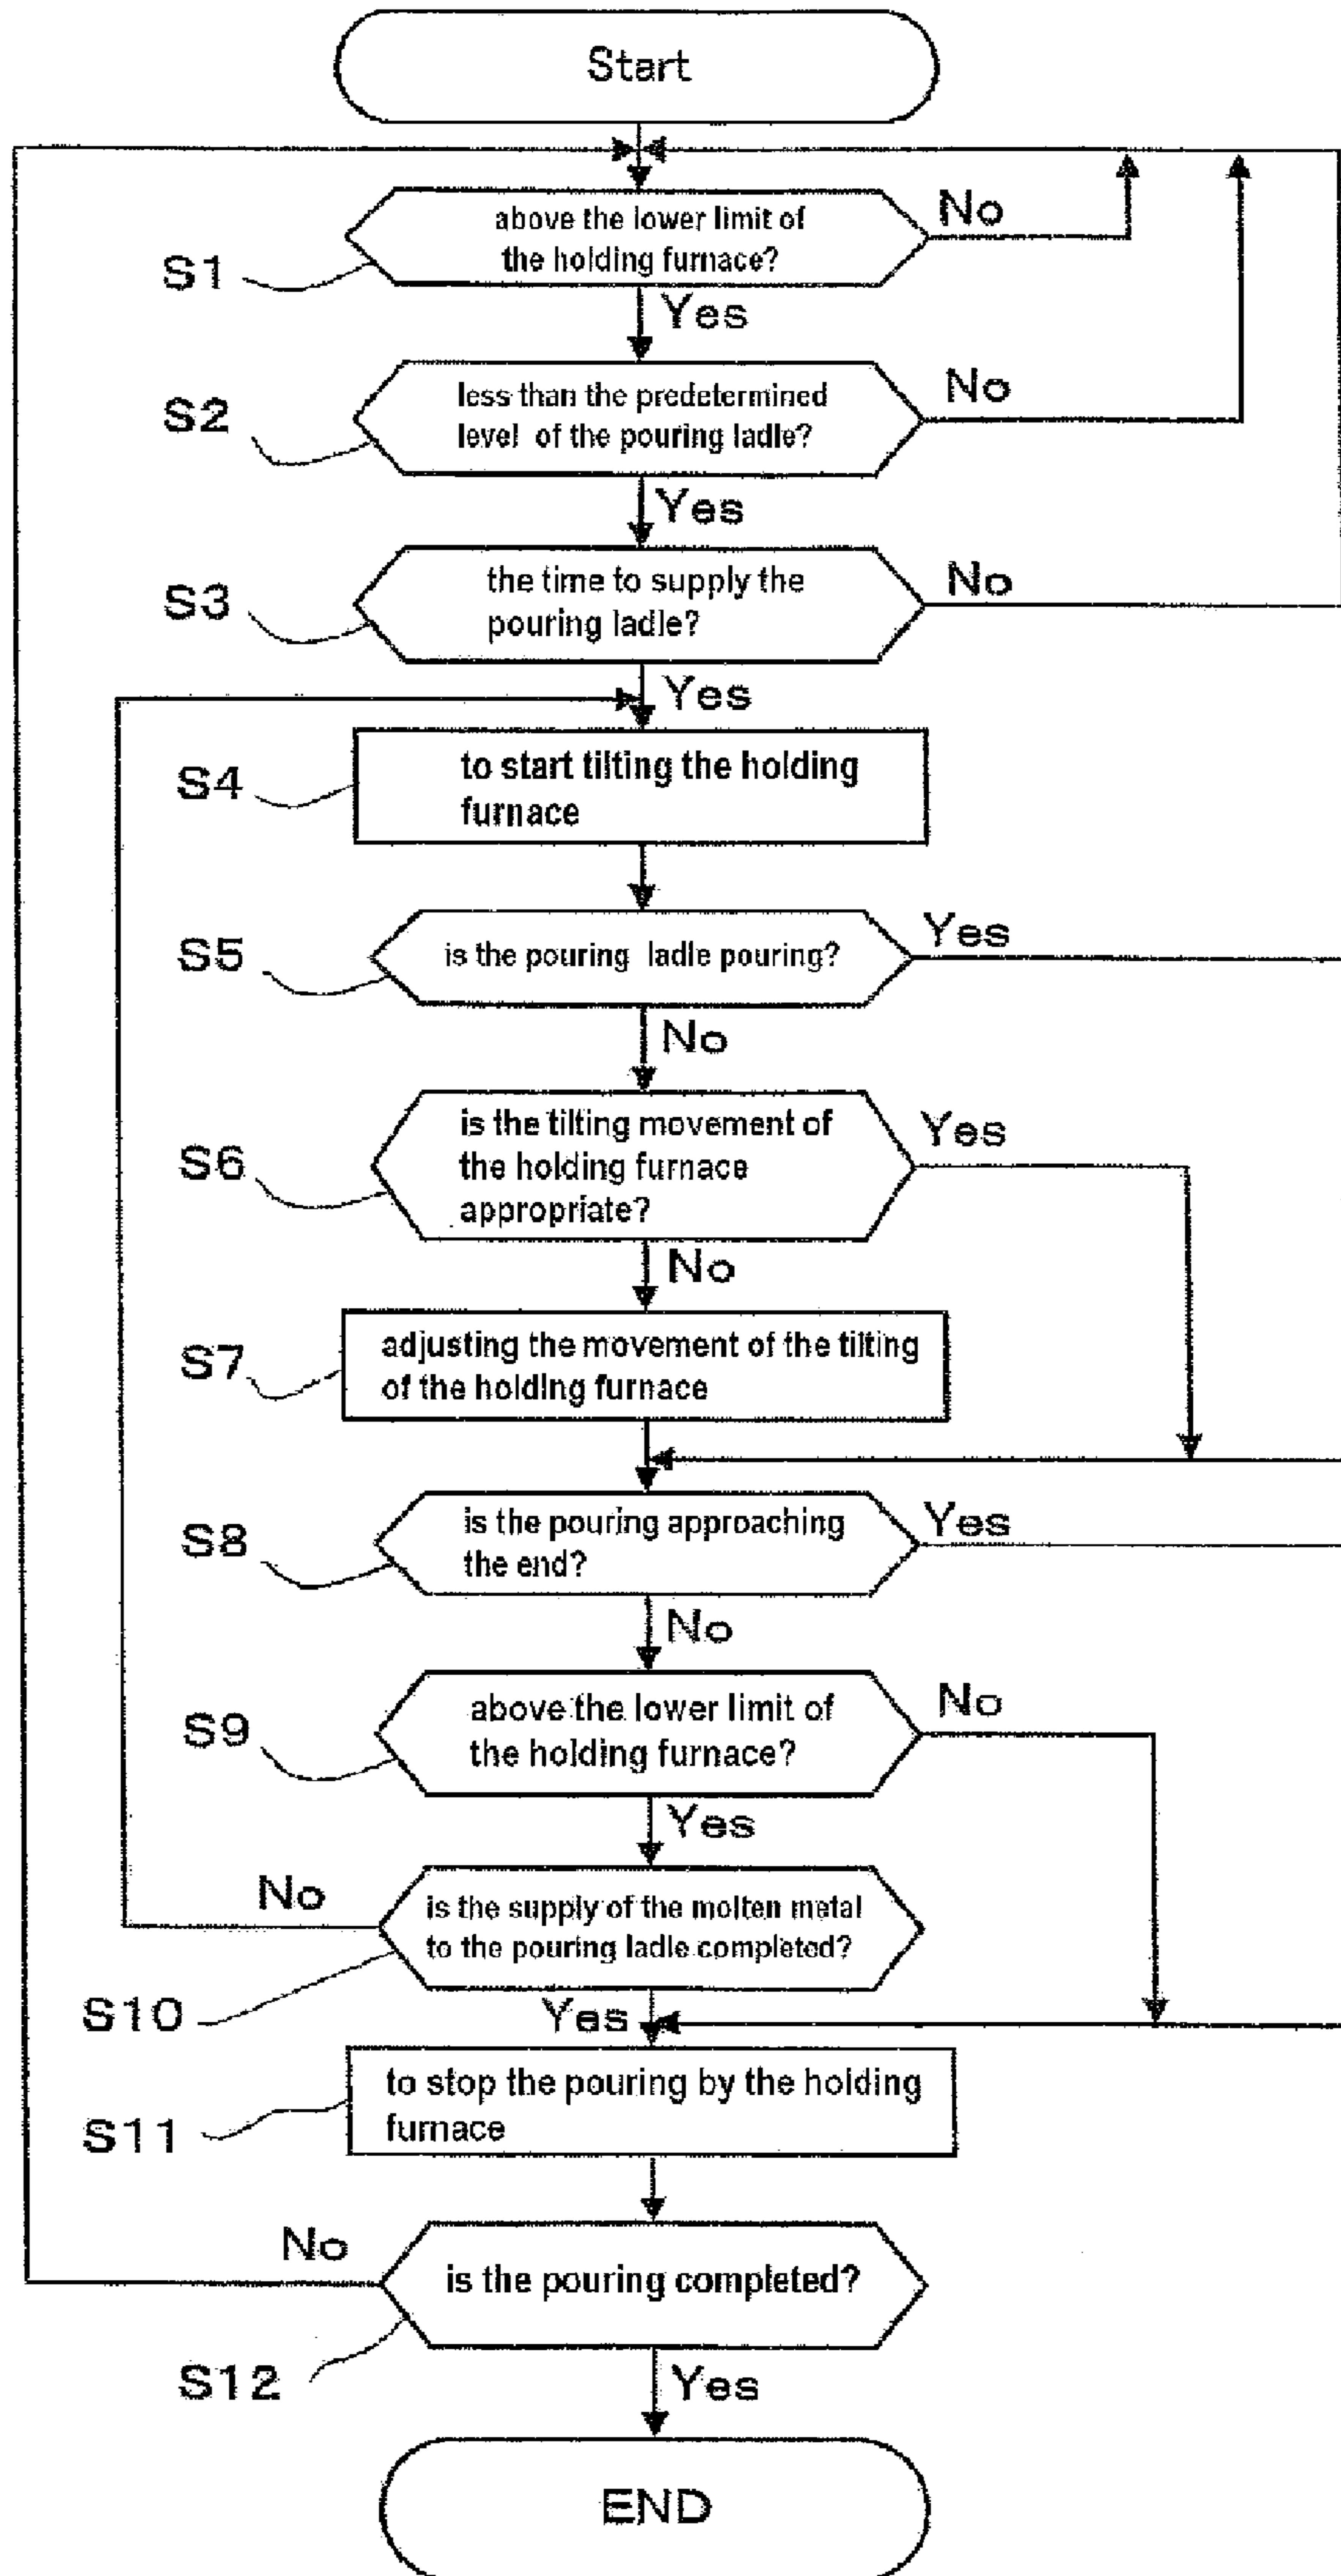 Start
above the lower limit of
the holding furnace?
No
S1
Yes
less than the predetermined
level of the pouring ladle?
No
S2
Yes
the time to supply the
pouring ladle?
No
S3
Yes
to start tilting the holding
furnace
S4
is the pouring ladle pouring?
Yes
S5
No
is the tilting movement of
the holding furnace
appropriate?
Yes
S6
No
adjusting the movement of the tilting
of the holding furnace
S7
is the pouring approaching
the end?
Yes
S8
No
above the lower limit of
the holding furnace?
No
S9
Yes
No
is the supply of the molten metal
to the pouring ladle completed?
S10
Yes
to stop the pouring by the holding
furnace
S11
No
is the pouring completed?
S12
Yes
END